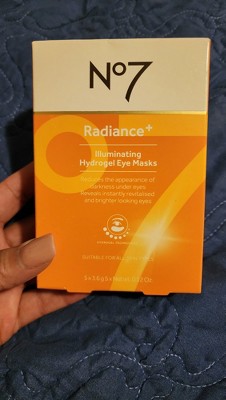 No7
Radiance+
Illuminating
Hydrogel Eye Masks
Reduces the appearance of
darkness under eyes
Reveals instantly revitalised
and brighter looking eyes